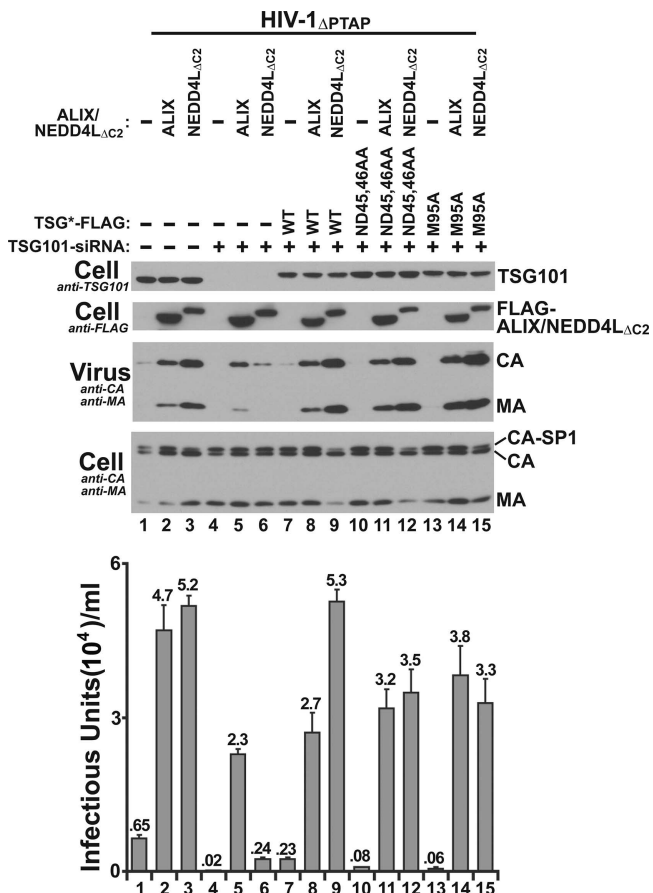 HIV-1ΔPTAP
ALIX/NEDD4LΔC2: – ALIX NEDD4LΔC2 – ALIX NEDD4LΔC2 – ALIX NEDD4LΔC2 – ALIX NEDD4LΔC2 – ALIX NEDD4LΔC2
TSG*-FLAG: – – – – – – WT WT WT ND45,46AA ND45,46AA ND45,46AA M95A M95A M95A
TSG101-siRNA: – – – + + + + + + + + + + + +
Cell
anti-TSG101
TSG101
Cell
anti-FLAG
FLAG-
ALIX/NEDD4LΔC2
Virus
anti-CA
anti-MA
CA
MA
Cell
anti-CA
anti-MA
CA-SP1
CA
MA
1 2 3 4 5 6 7 8 9 10 11 12 13 14 15
Infectious Units(10⁴)/ml
6
3
0
.65 4.7 5.2 .02 2.3 .24 .23 2.7 5.3 .08 3.2 3.5 .06 3.8 3.3
1 2 3 4 5 6 7 8 9 10 11 12 13 14 15